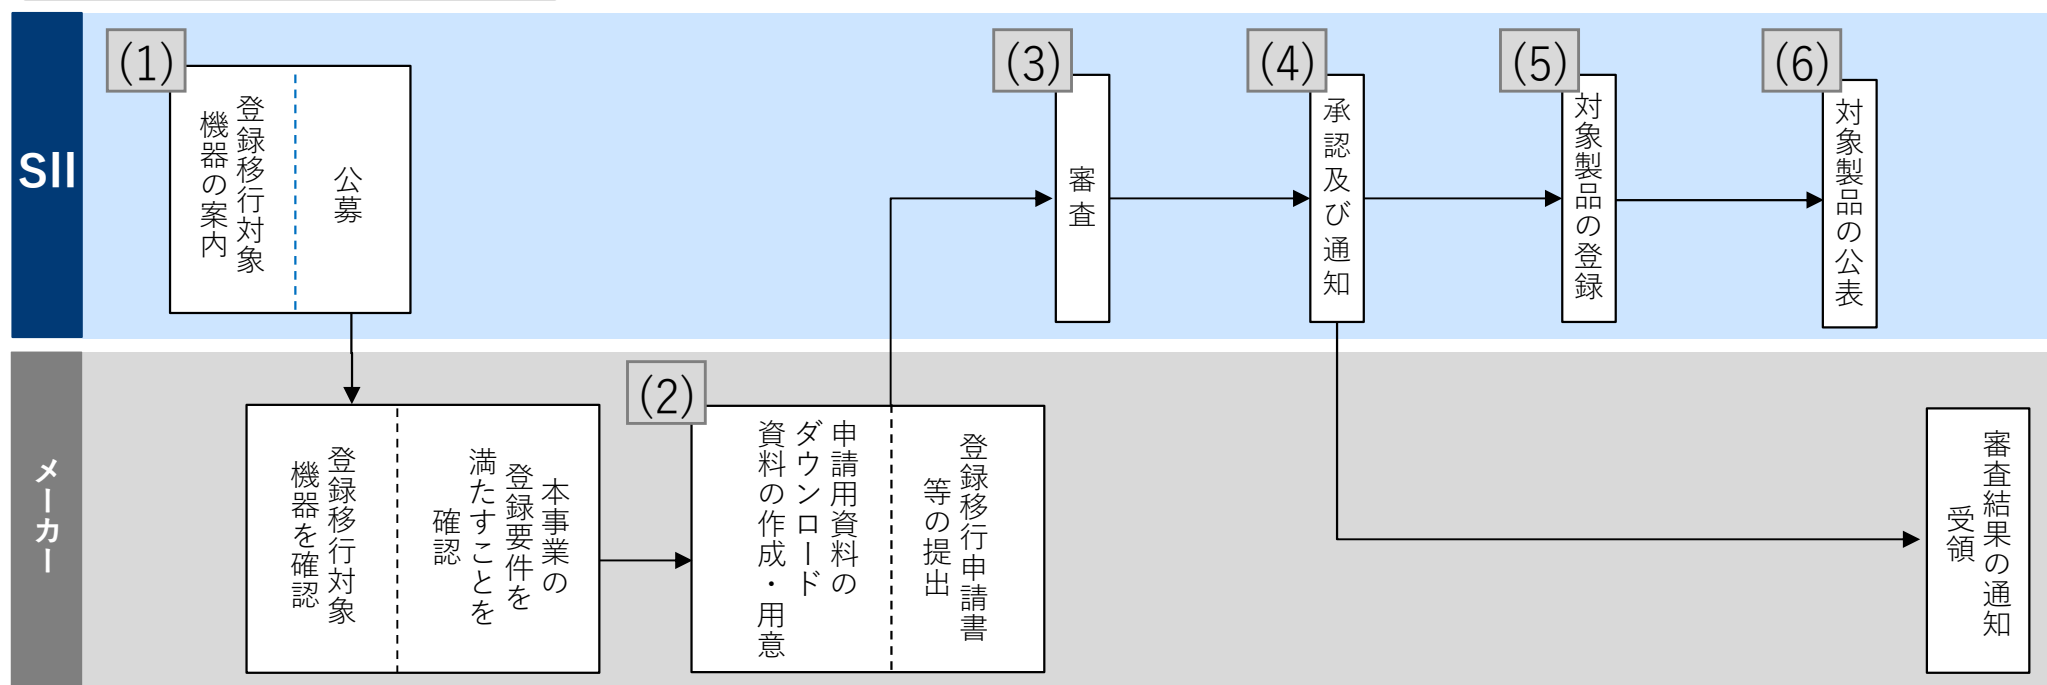 SII
(1)
登録移行対象
機器の案内
公募
(3)
審査
(4)
承認及び通知
(5)
対象製品の登録
(6)
対象製品の公表
メーカー
登録移行対象
機器を確認
本事業の
登録要件を
満たすことを
確認
(2)
申請用資料の
ダウンロード
資料の作成・用意
登録移行申請書
等の提出
審査結果の通知
受領